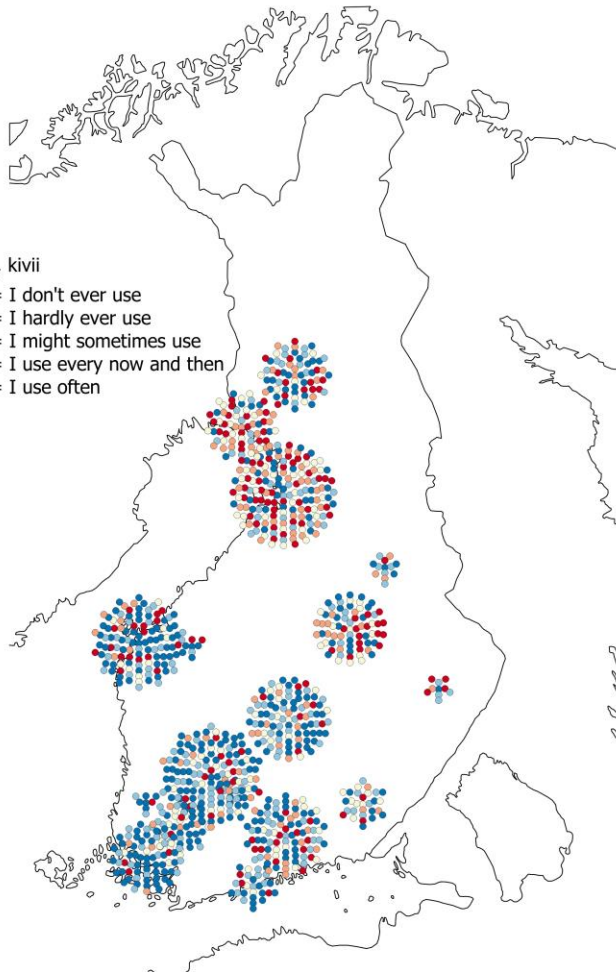 kivii
= I don't ever use
= I hardly ever use
= I might sometimes use
= I use every now and then
= I use often